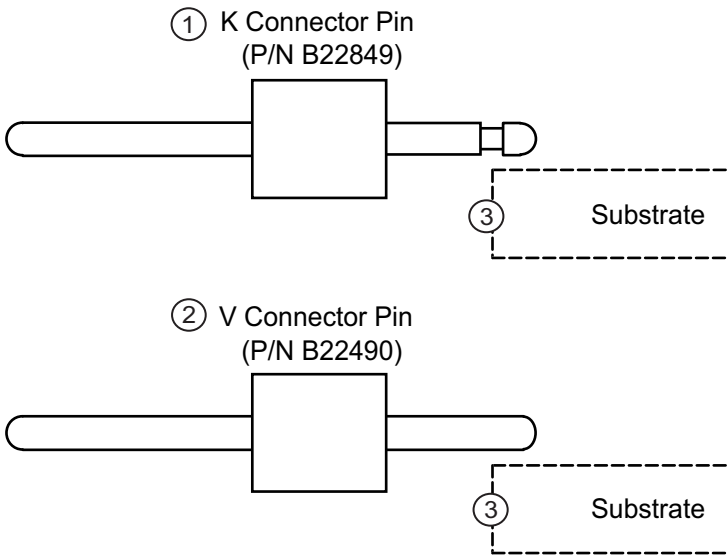 1 K Connector Pin
(P/N B22849)
3 Substrate
2 V Connector Pin
(P/N B22490)
3 Substrate